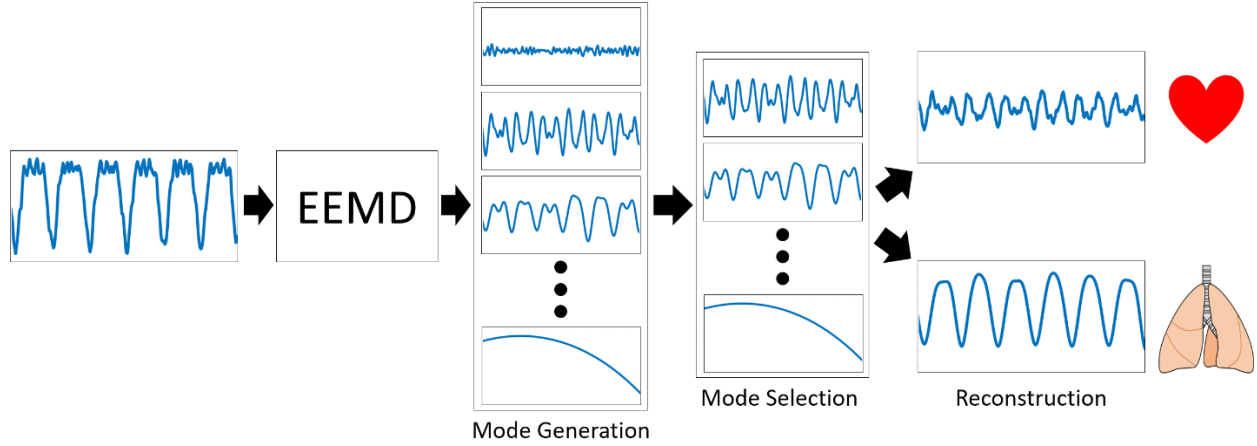 EEMD
Mode Generation
Mode Selection
Reconstruction